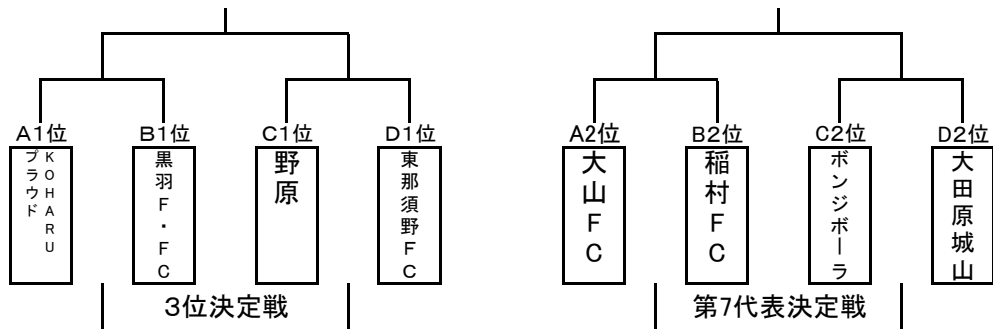 A1位
B1位
C1位
D1位
KOHARU
プラウド
黒羽F・FC
野原
東那須野FC
3位決定戦
A2位
B2位
C2位
D2位
大山FC
稲村FC
ボンジボーラ
大田原城山
第7代表決定戦